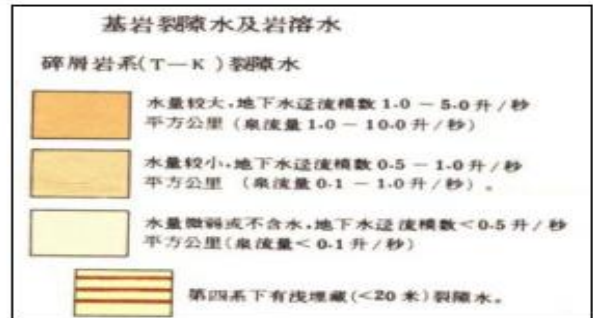 基岩裂隙水及岩溶水
碎屑岩系(T—K)裂隙水
水量较大,地下水迳流模数1.0－5.0升/秒
平方公里(泉流量1.0－10.0升/秒)
水量较小,地下水迳流模数0.5－1.0升/秒
平方公里 (泉流量0.1－1.0升/秒)。
水量微弱或不含水,地下水迳流模数<0.5升/秒
平方公里(泉流量<0.1升/秒)
第四系下有浅埋藏(<20米)裂隙水。